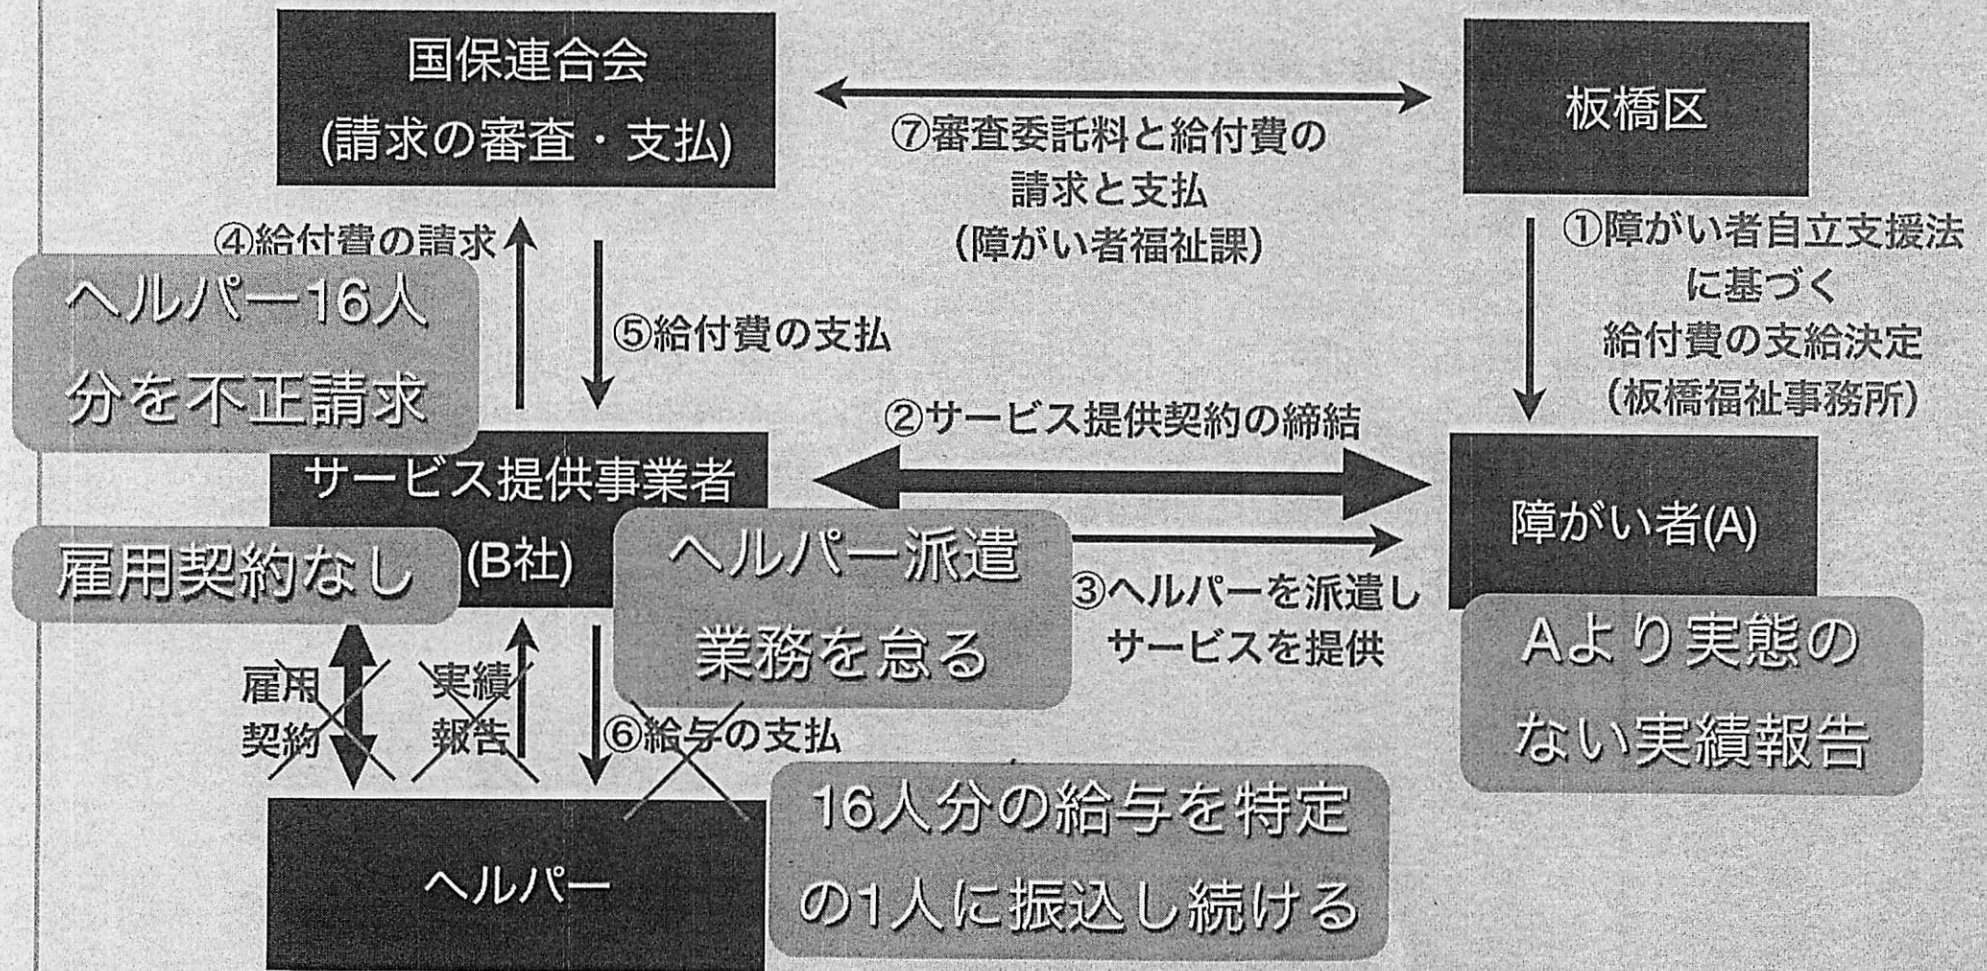 国保連合会
(請求の審査・支払)
板橋区
⑦審査委託料と給付費の
請求と支払
(障がい者福祉課)
①障がい者自立支援法
に基づく
給付費の支給決定
(板橋福祉事務所)
④給付費の請求
⑤給付費の支払
ヘルパー16人
分を不正請求
②サービス提供契約の締結
サービス提供事業者
(B社)
雇用契約なし
ヘルパー派遣
業務を怠る
③ヘルパーを派遣し
サービスを提供
障がい者(A)
Aより実態の
ない実績報告
雇用
契約
実績
報告
⑥給与の支払
ヘルパー
16人分の給与を特定
の1人に振込し続ける